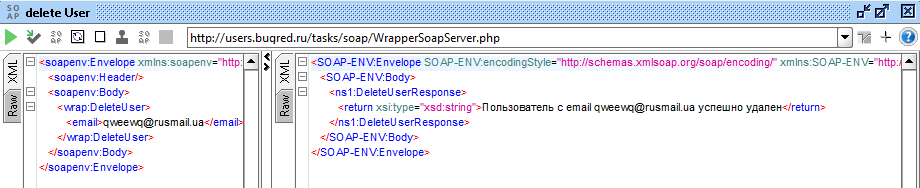 delete User
http://users.bugred.ru/tasks/soap/WrapperSoapServer.php
XML
Raw
<soapenv:Envelope xmlns:soapenv="http:
<soapenv:Header/>
<soapenv:Body>
<wrap:DeleteUser>
<email>qweewq@rusmail.ua</email>
</wrap:DeleteUser>
</soapenv:Body>
</soapenv:Envelope>
XML
Raw
<SOAP-ENV:Envelope SOAP-ENV:encodingStyle="http://schemas.xmlsoap.org/soap/encoding/" xmlns:SOAP-ENV="http:/
<SOAP-ENV:Body>
<ns1:DeleteUserResponse>
<return xsi:type="xsd:string">Пользователь с email qweewq@rusmail.ua успешно удален</return>
</ns1:DeleteUserResponse>
</SOAP-ENV:Body>
</SOAP-ENV:Envelope>